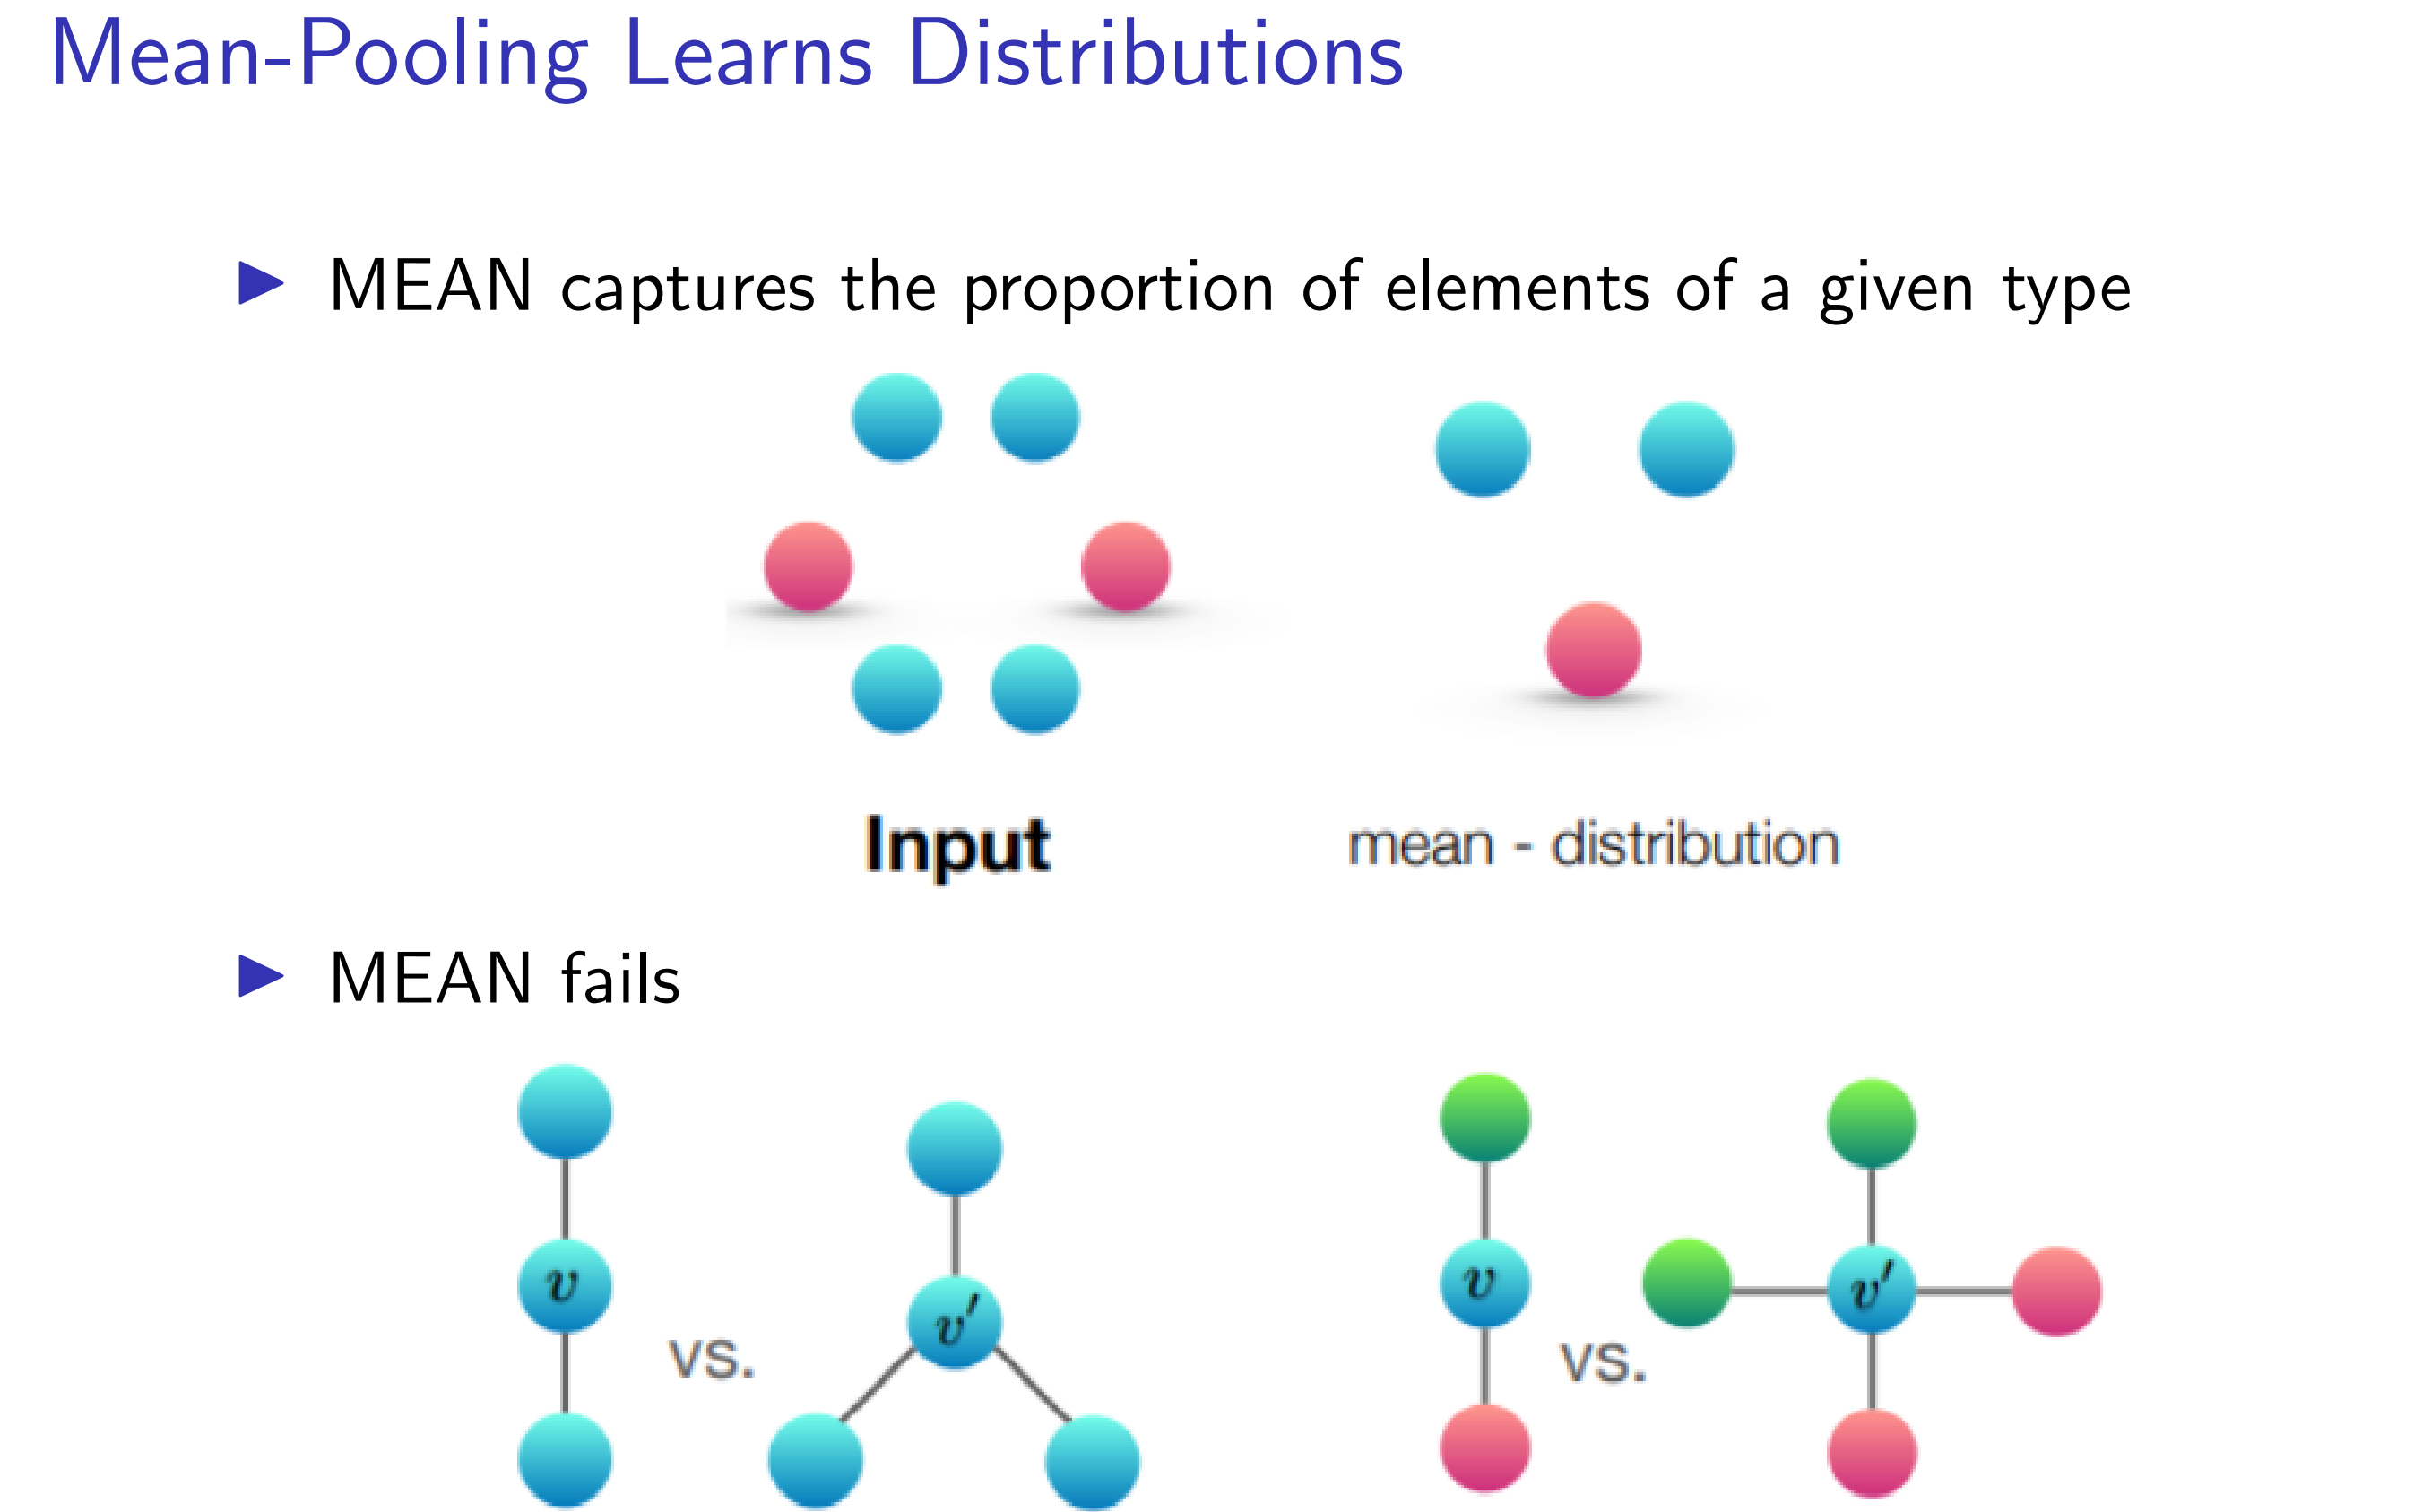 Mean-Pooling Learns Distributions
MEAN captures the proportion of elements of a given type
Input
mean - distribution
MEAN fails
v
vs.
v′
v
vs.
v′